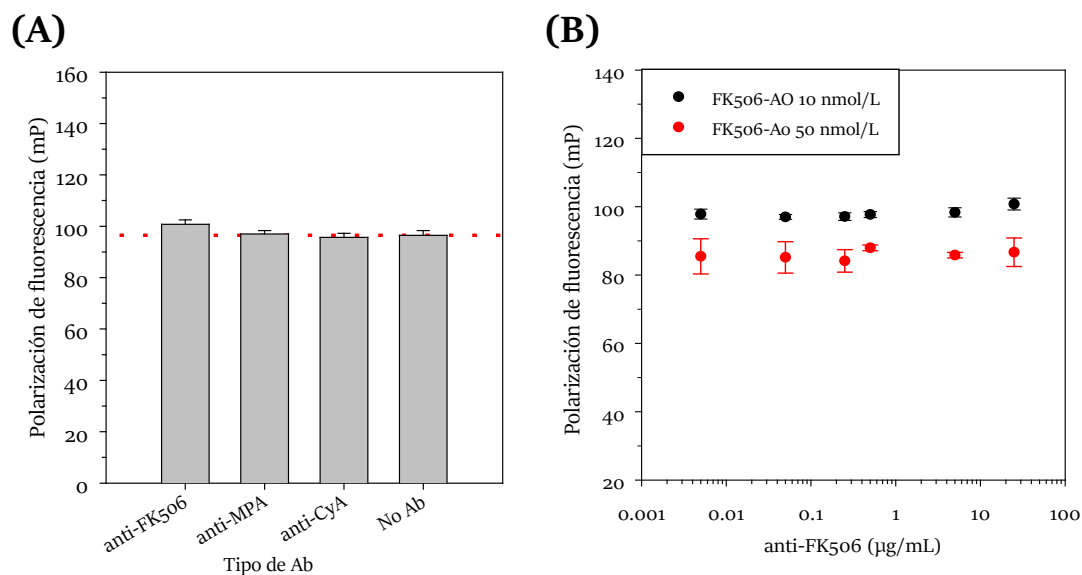 (A)
Polarización de fluorescencia (mP)
160
140
120
100
80
60
40
20
0
anti-FK506
anti-MPA
anti-CyA
No Ab
Tipo de Ab
(B)
Polarización de fluorescencia (mP)
140
120
100
80
60
40
20
FK506-AO 10 nmol/L
FK506-Ao 50 nmol/L
0.001 0.01 0.1 1 10 100
anti-FK506 (µg/mL)